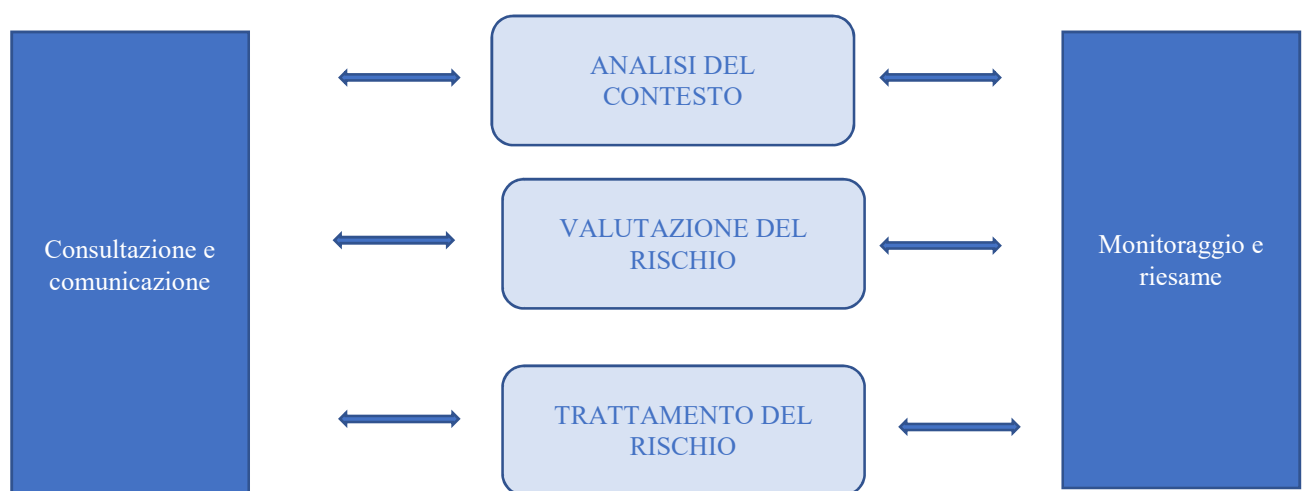 ANALISI DEL
CONTESTO
VALUTAZIONE DEL
RISCHIO
Consultazione e
comunicazione
Monitoraggio e
riesame
TRATTAMENTO DEL
RISCHIO